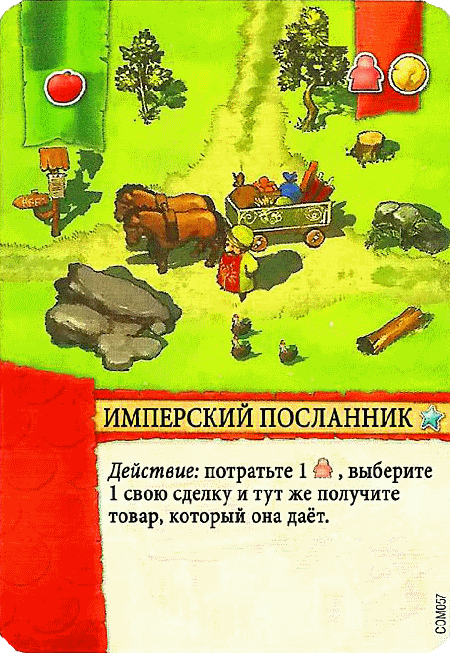 ИМПЕРСКИЙ ПОСЛАННИК
Действие: потратьте 1 , выберите
1 свою сделку и тут же получите
товар, который она даёт.
COM057